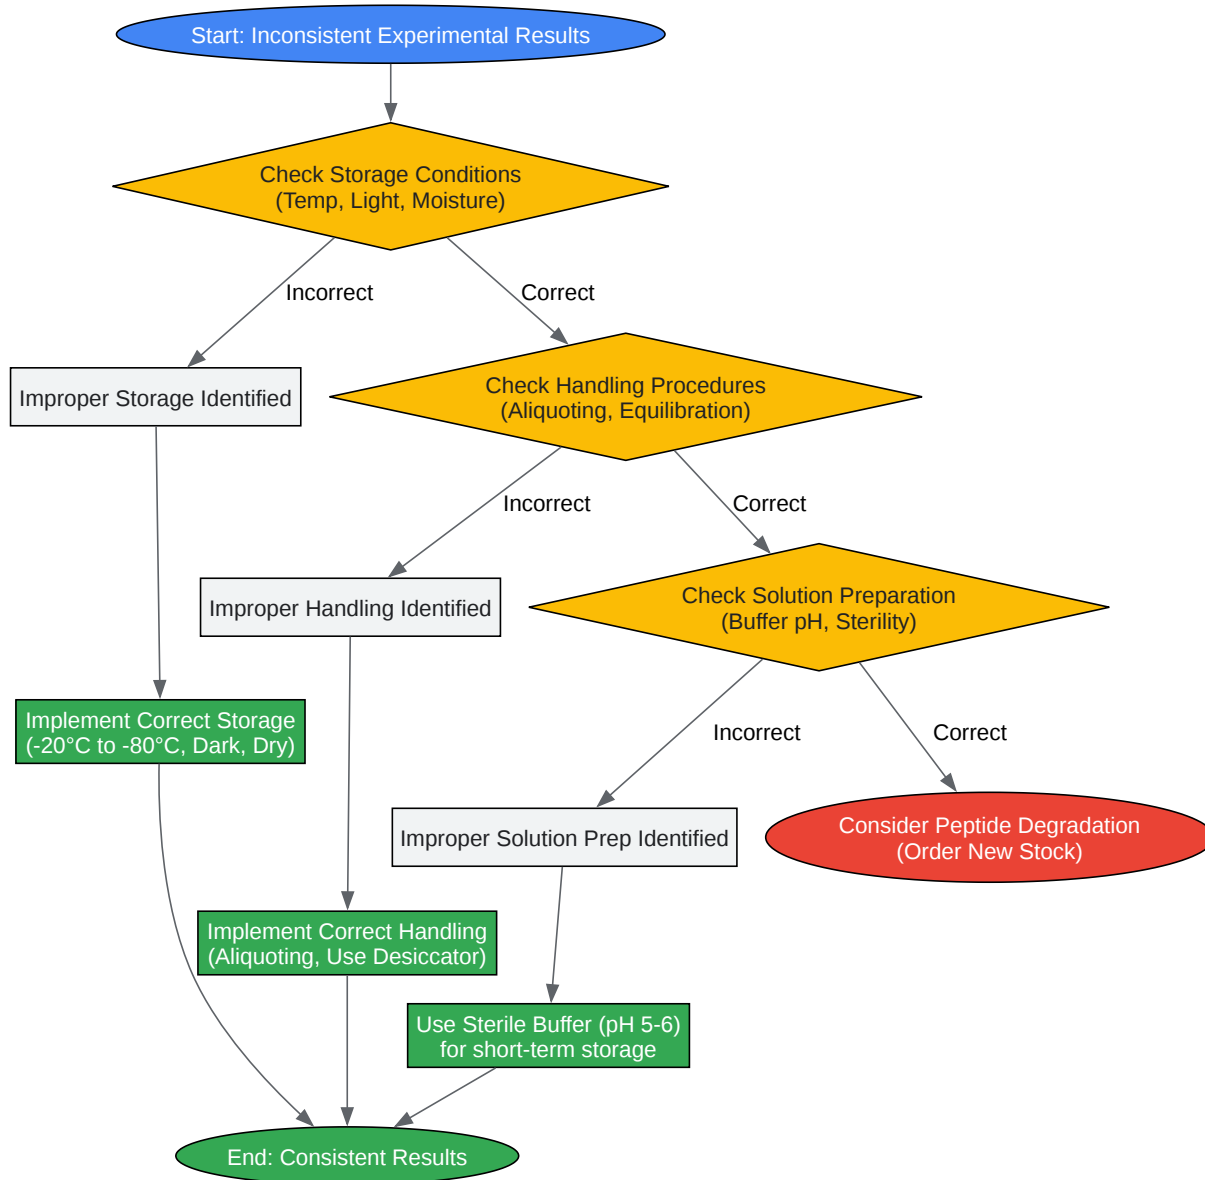 Start: Inconsistent Experimental Results
Check Storage Conditions
(Temp, Light, Moisture)
Incorrect
Correct
Improper Storage Identified
Check Handling Procedures
(Aliquoting, Equilibration)
Incorrect
Correct
Improper Handling Identified
Check Solution Preparation
(Buffer pH, Sterility)
Implement Correct Storage
(-20°C to -80°C, Dark, Dry)
Incorrect
Correct
Improper Solution Prep Identified
Consider Peptide Degradation
(Order New Stock)
Implement Correct Handling
(Aliquoting, Use Desiccator)
Use Sterile Buffer (pH 5-6)
for short-term storage
End: Consistent Results